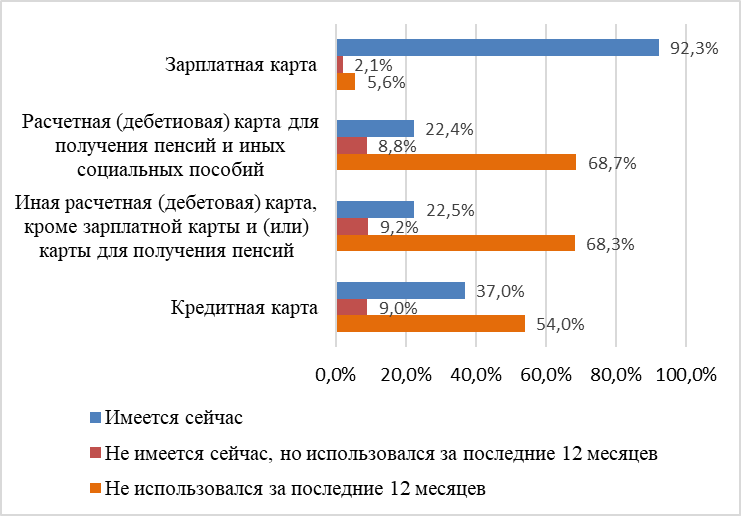 Зарплатная карта
92,3%
2,1%
5,6%
Расчетная (дебетиовая) карта для
получения пенсий и иных
социальных пособий
22,4%
8,8%
68,7%
Иная расчетная (дебетовая) карта,
кроме зарплатной карты и (или)
карты для получения пенсий
22,5%
9,2%
68,3%
Кредитная карта
37,0%
9,0%
54,0%
0,0% 20,0% 40,0% 60,0% 80,0% 100,0%
Имеется сейчас
Не имеется сейчас, но использовался за последние 12 месяцев
Не использовался за последние 12 месяцев